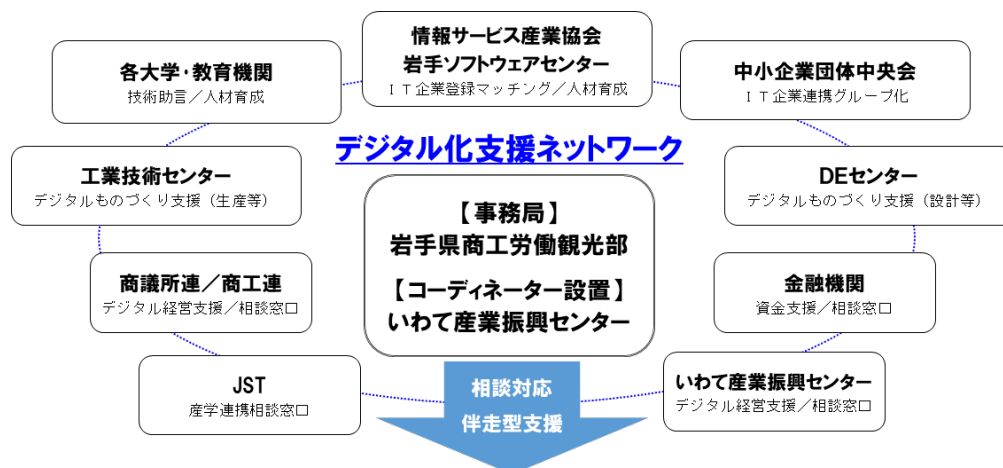 情報サービス産業協会
岩手ソフトウェアセンター
ＩＴ企業登録マッチング／人材育成
各大学・教育機関
技術助言／人材育成
中小企業団体中央会
ＩＴ企業連携グループ化
デジタル化支援ネットワーク
工業技術センター
デジタルものづくり支援（生産等）
DEセンター
デジタルものづくり支援（設計等）
【事務局】
岩手県商工労働観光部
【コーディネーター設置】
いわて産業振興センター
商議所連／商工連
デジタル経営支援／相談窓口
金融機関
資金支援／相談窓口
JST
産学連携相談窓口
いわて産業振興センター
デジタル経営支援／相談窓口
相談対応
伴走型支援